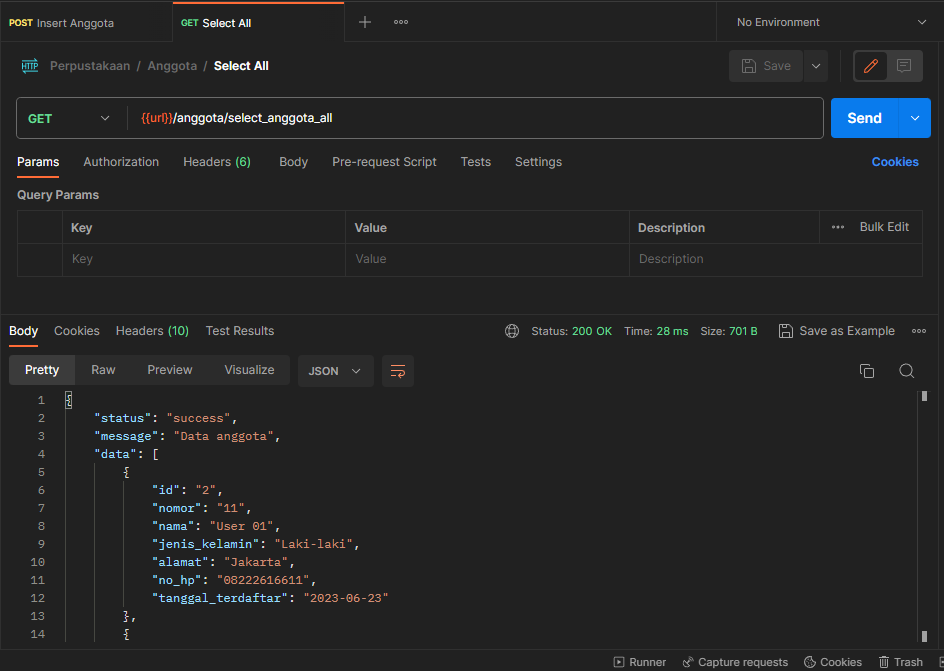 POST Insert Anggota GET Select All No Environment
HTTP Perpustakaan / Anggota / Select All Save
GET {{url}}/anggota/select_anggota_all Send
Params Authorization Headers (6) Body Pre-request Script Tests Settings Cookies
Query Params
Key Value Description Bulk Edit
Key Value Description
Body Cookies Headers (10) Test Results Status: 200 OK Time: 28 ms Size: 701 B Save as Example
Pretty Raw Preview Visualize JSON
1 {
2 "status": "success",
3 "message": "Data anggota",
4 "data": [
5 {
6 "id": "2",
7 "nomor": "11",
8 "nama": "User 01",
9 "jenis_kelamin": "Laki-laki",
10 "alamat": "Jakarta",
11 "no_hp": "08222616611",
12 "tanggal_terdaftar": "2023-06-23"
13 },
14 {
Runner Capture requests Cookies Trash